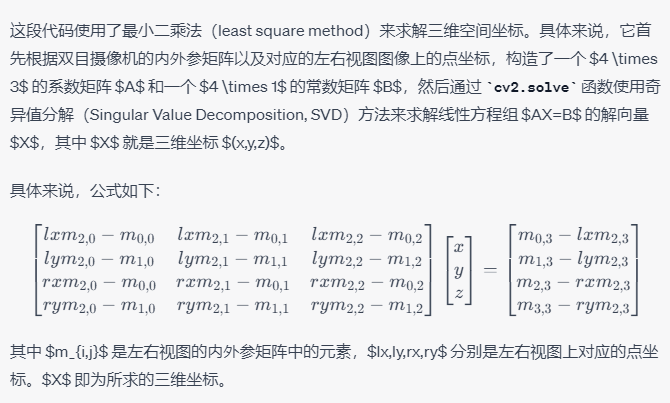 这段代码使用了最小二乘法（least square method）来求解三维空间坐标。具体来说，它首
先根据双目摄像机的内外参矩阵以及对应的左右视图图像上的点坐标，构造了一个 $4 \times
3$ 的系数矩阵 $A$ 和一个 $4 \times 1$ 的常数矩阵 $B$，然后通过 `cv2.solve` 函数使用奇
异值分解（Singular Value Decomposition, SVD）方法来求解线性方程组 $AX=B$ 的解向量
$X$，其中 $X$ 就是三维坐标 $(x,y,z)$。
具体来说，公式如下：
\begin{bmatrix} lxm_{2,0} - m_{0,0} & lxm_{2,1} - m_{0,1} & lxm_{2,2} - m_{0,2} \\ lym_{2,0} - m_{1,0} & lym_{2,1} - m_{1,1} & lym_{2,2} - m_{1,2} \\ rxm_{2,0} - m_{0,0} & rxm_{2,1} - m_{0,1} & rxm_{2,2} - m_{0,2} \\ rym_{2,0} - m_{1,0} & rym_{2,1} - m_{1,1} & rym_{2,2} - m_{1,2} \end{bmatrix} \begin{bmatrix} x \\ y \\ z \end{bmatrix} = \begin{bmatrix} m_{0,3} - lxm_{2,3} \\ m_{1,3} - lym_{2,3} \\ m_{2,3} - rxm_{2,3} \\ m_{3,3} - rym_{2,3} \end{bmatrix}
其中 $m_{i,j}$ 是左右视图的内外参矩阵中的元素，$lx,ly,rx,ry$ 分别是左右视图上对应的点坐
标。$X$ 即为所求的三维坐标。